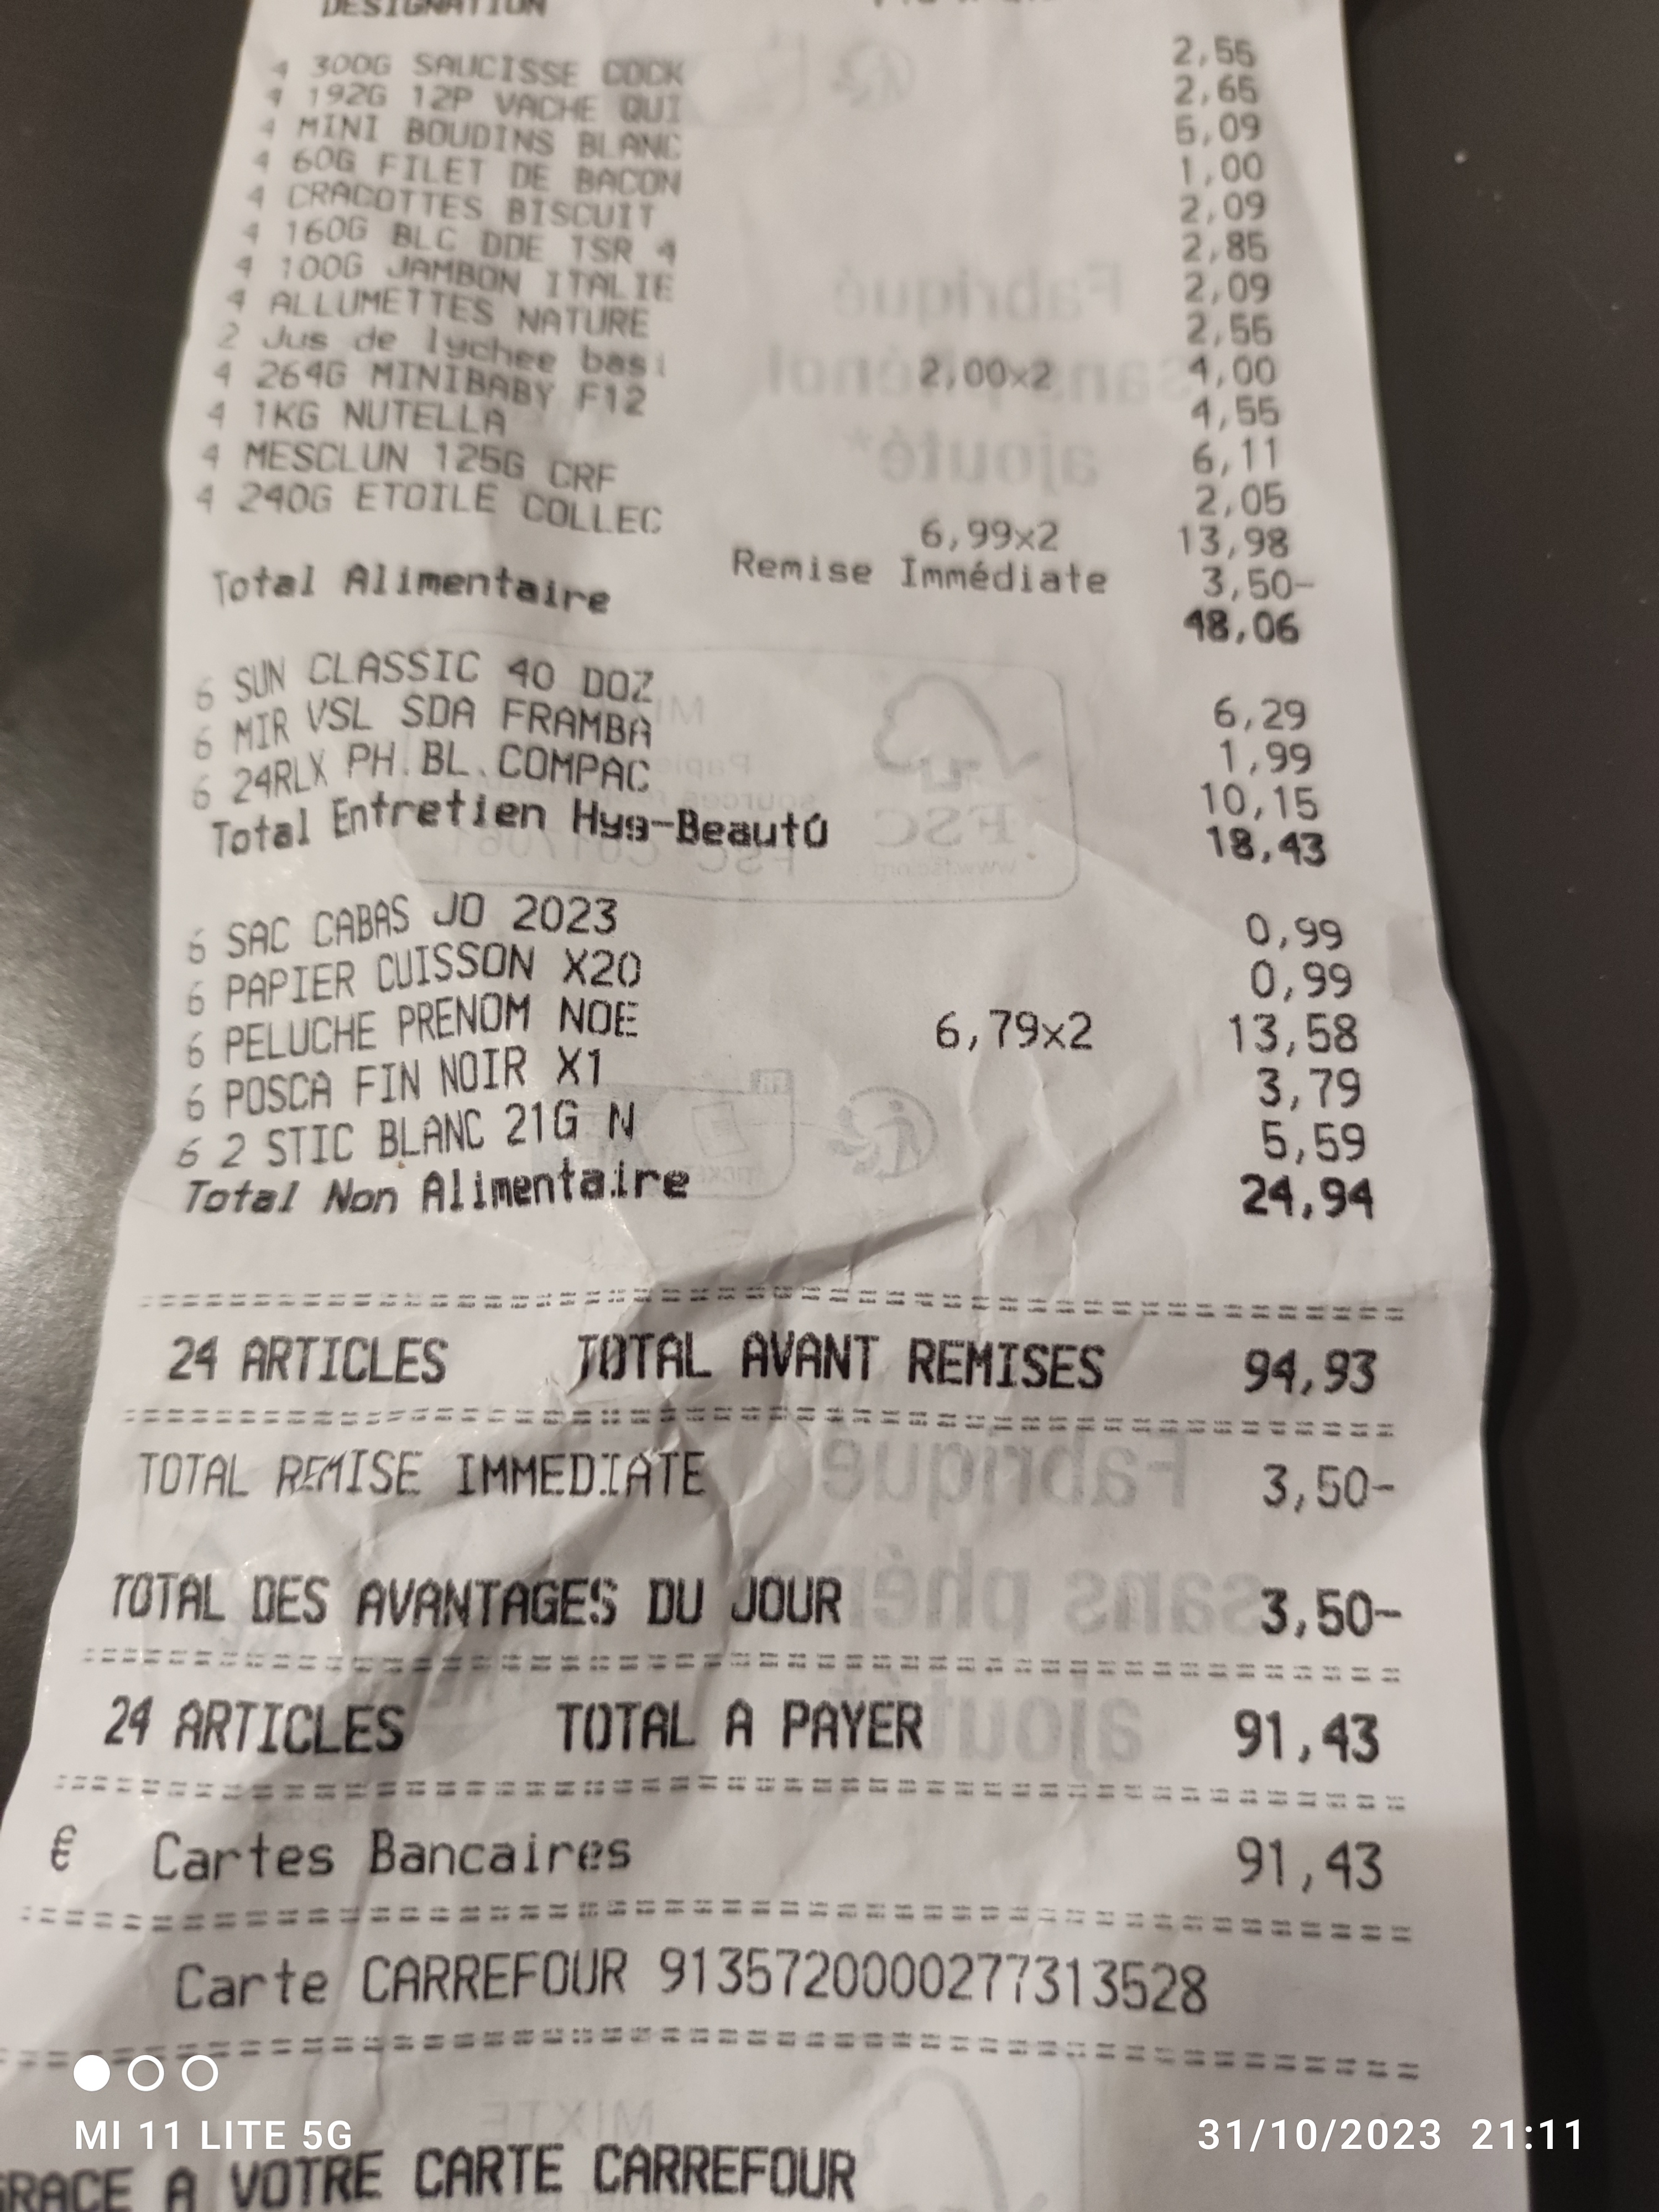 DESIGNATION
4 300G SAUCISSE COCK 2,55
4 192G 12P VACHE QUI 2,65
4 MINI BOUDINS BLANC 5,09
4 60G FILET DE BACON 1,00
4 CRACOTTES BISCUIT 2,09
4 160G BLC DDE TSR 4 2,85
4 100G JAMBON ITALIE 2,09
4 ALLUMETTES NATURE 2,55
2 Jus de lychee basi 2,00x2 4,00
4 264G MINIBABY F12 4,55
4 1KG NUTELLA 6,11
4 MESCLUN 125G CRF 2,05
4 240G ETOILE COLLEC 6,99x2 13,98
Remise Immédiate 3,50-
Total Alimentaire 48,06
6 SUN CLASSIC 40 DOZ 6,29
6 MIR VSL SDA FRAMBA 1,99
6 24RLX PH.BL.COMPAC 10,15
Total Entretien Hyg-BeautÚ 18,43
6 SAC CABAS JO 2023 0,99
6 PAPIER CUISSON X20 0,99
6 PELUCHE PRENOM NOE 6,79x2 13,58
6 POSCA FIN NOIR X1 3,79
6 2 STIC BLANC 21G N 5,59
Total Non Alimentaire 24,94
24 ARTICLES TOTAL AVANT REMISES 94,93
TOTAL REMISE IMMEDIATE 3,50-
TOTAL DES AVANTAGES DU JOUR 3,50-
24 ARTICLES TOTAL A PAYER 91,43
€ Cartes Bancaires 91,43
Carte CARREFOUR 9135720000277313528
MI 11 LITE 5G 31/10/2023 21:11
GRACE A VOTRE CARTE CARREFOUR